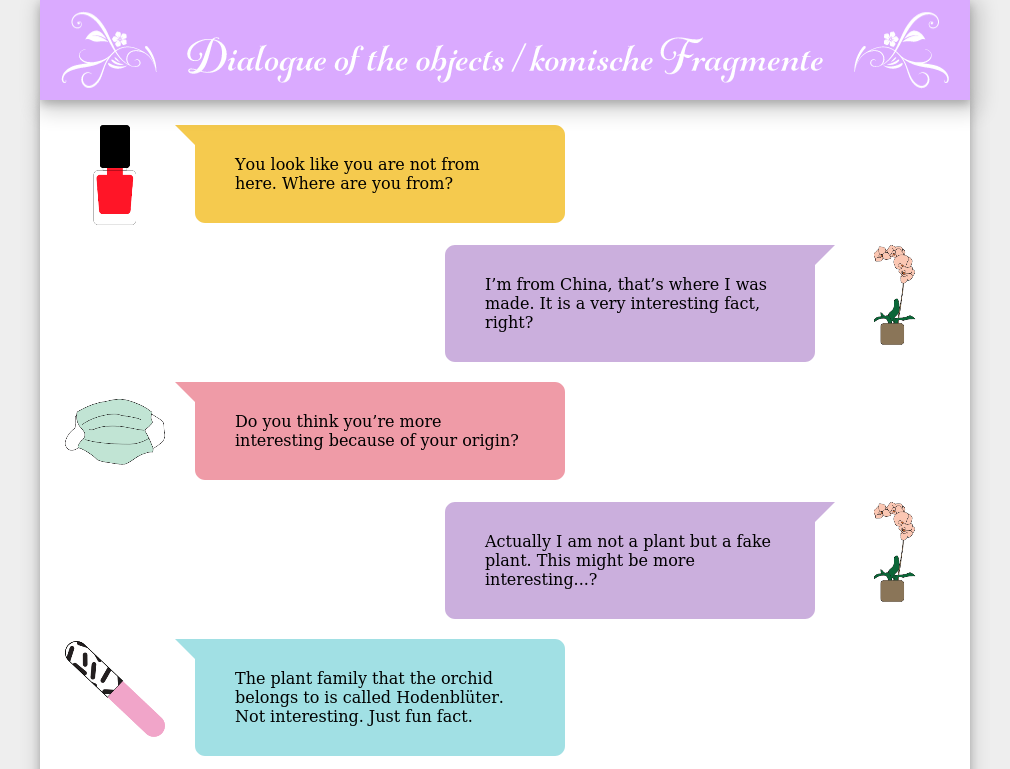 Dialogue of the objects / komische Fragmente
You look like you are not from
here. Where are you from?
I’m from China, that’s where I was
made. It is a very interesting fact,
right?
Do you think you’re more
interesting because of your origin?
Actually I am not a plant but a fake
plant. This might be more
interesting…?
The plant family that the orchid
belongs to is called Hodenblüter.
Not interesting. Just fun fact.